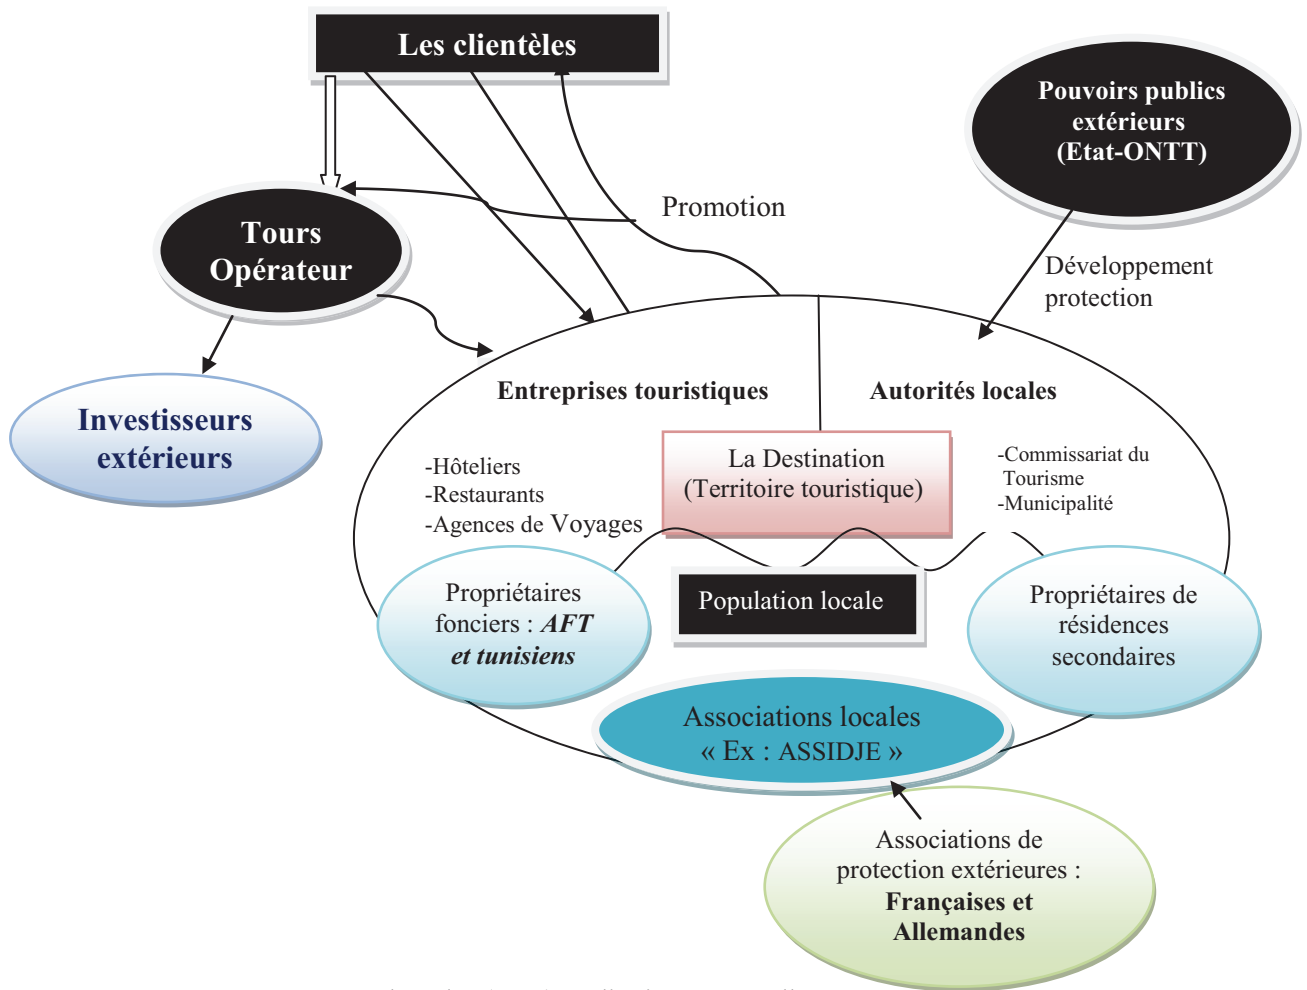 Les clientèles
Pouvoirs publics
extérieurs
(Etat-ONTT)
Promotion
Tours
Opérateur
Développement
protection
Investisseurs
extérieurs
Entreprises touristiques
Autorités locales
-Hôteliers
-Restaurants
-Agences de Voyages
La Destination
(Territoire touristique)
-Commissariat du
Tourisme
-Municipalité
Propriétaires
fonciers : AFT
et tunisiens
Population locale
Propriétaires de
résidences
secondaires
Associations locales
« Ex : ASSIDJE »
Associations de
protection extérieures :
Françaises et
Allemandes